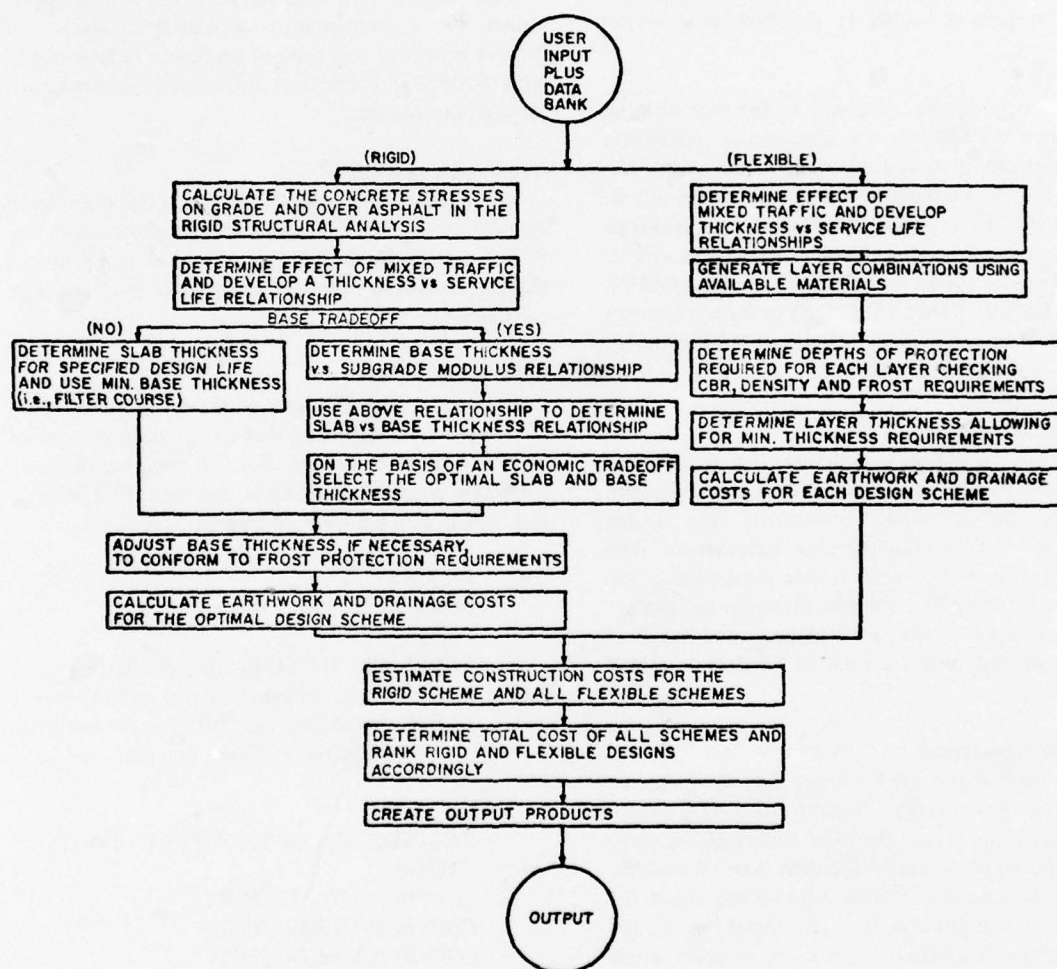 USER
INPUT
PLUS
DATA
BANK
(RIGID)
(FLEXIBLE)
CALCULATE THE CONCRETE STRESSES
ON GRADE AND OVER ASPHALT IN THE
RIGID STRUCTURAL ANALYSIS
DETERMINE EFFECT OF MIXED TRAFFIC
AND DEVELOP A THICKNESS vs SERVICE
LIFE RELATIONSHIP
(NO)
BASE TRADEOFF
(YES)
DETERMINE SLAB THICKNESS
FOR SPECIFIED DESIGN LIFE
AND USE MIN. BASE THICKNESS
(i.e., FILTER COURSE)
DETERMINE BASE THICKNESS
v.s. SUBGRADE MODULUS RELATIONSHIP
USE ABOVE RELATIONSHIP TO DETERMINE
SLAB vs BASE THICKNESS RELATIONSHIP
ON THE BASIS OF AN ECONOMIC TRADEOFF
SELECT THE OPTIMAL SLAB AND BASE
THICKNESS
ADJUST BASE THICKNESS, IF NECESSARY,
TO CONFORM TO FROST PROTECTION REQUIREMENTS
CALCULATE EARTHWORK AND DRAINAGE COSTS
FOR THE OPTIMAL DESIGN SCHEME
DETERMINE EFFECT OF
MIXED TRAFFIC AND DEVELOP
THICKNESS vs SERVICE LIFE
RELATIONSHIPS
GENERATE LAYER COMBINATIONS USING
AVAILABLE MATERIALS
DETERMINE DEPTHS OF PROTECTION
REQUIRED FOR EACH LAYER CHECKING
CBR, DENSITY AND FROST REQUIREMENTS
DETERMINE LAYER THICKNESS ALLOWING
FOR MIN. THICKNESS REQUIREMENTS
CALCULATE EARTHWORK AND DRAINAGE
COSTS FOR EACH DESIGN SCHEME
ESTIMATE CONSTRUCTION COSTS FOR THE
RIGID SCHEME AND ALL FLEXIBLE SCHEMES
DETERMINE TOTAL COST OF ALL SCHEMES AND
RANK RIGID AND FLEXIBLE DESIGNS
ACCORDINGLY
CREATE OUTPUT PRODUCTS
OUTPUT